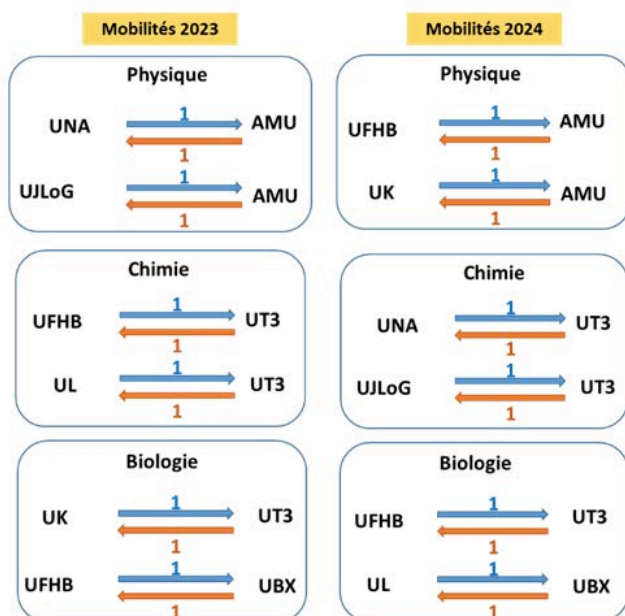 Mobilités 2023
Physique
1
UNA AMU
1
1
UJLoG AMU
1
Chimie
1
UFHB UT3
1
1
UL UT3
1
Biologie
1
UK UT3
1
1
UFHB UBX
1
Mobilités 2024
Physique
1
UFHB AMU
1
1
UK AMU
1
Chimie
1
UNA UT3
1
1
UJLoG UT3
1
Biologie
1
UFHB UT3
1
1
UL UBX
1